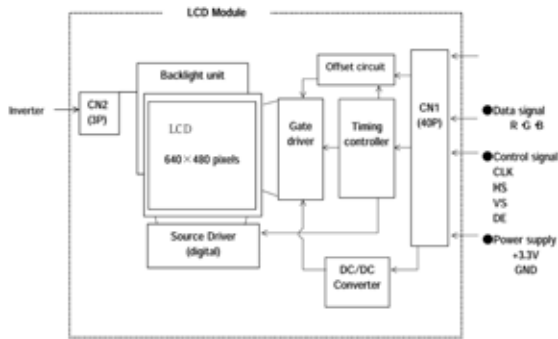 LCD Module
Backlight unit
Offset circuit
Inverter
CN2
(3P)
LCD
640×480 pixels
Gate
driver
Timing
controller
CN1
(40P)
●Data signal
R G B
●Control signal
CLK
HS
VS
DE
Source Driver
(digital)
DC/DC
Converter
●Power supply
+3.3V
GND